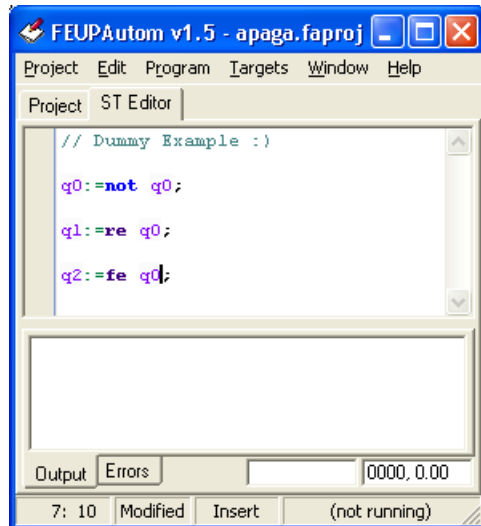 FEUPAutom v1.5 - apaga.faproj
Project Edit Program Targets Window Help
Project ST Editor
// Dummy Example :)
q0:=not q0;
q1:=re q0;
q2:=fe q0;
Output Errors 0000, 0.00
7: 10 Modified Insert (not running)